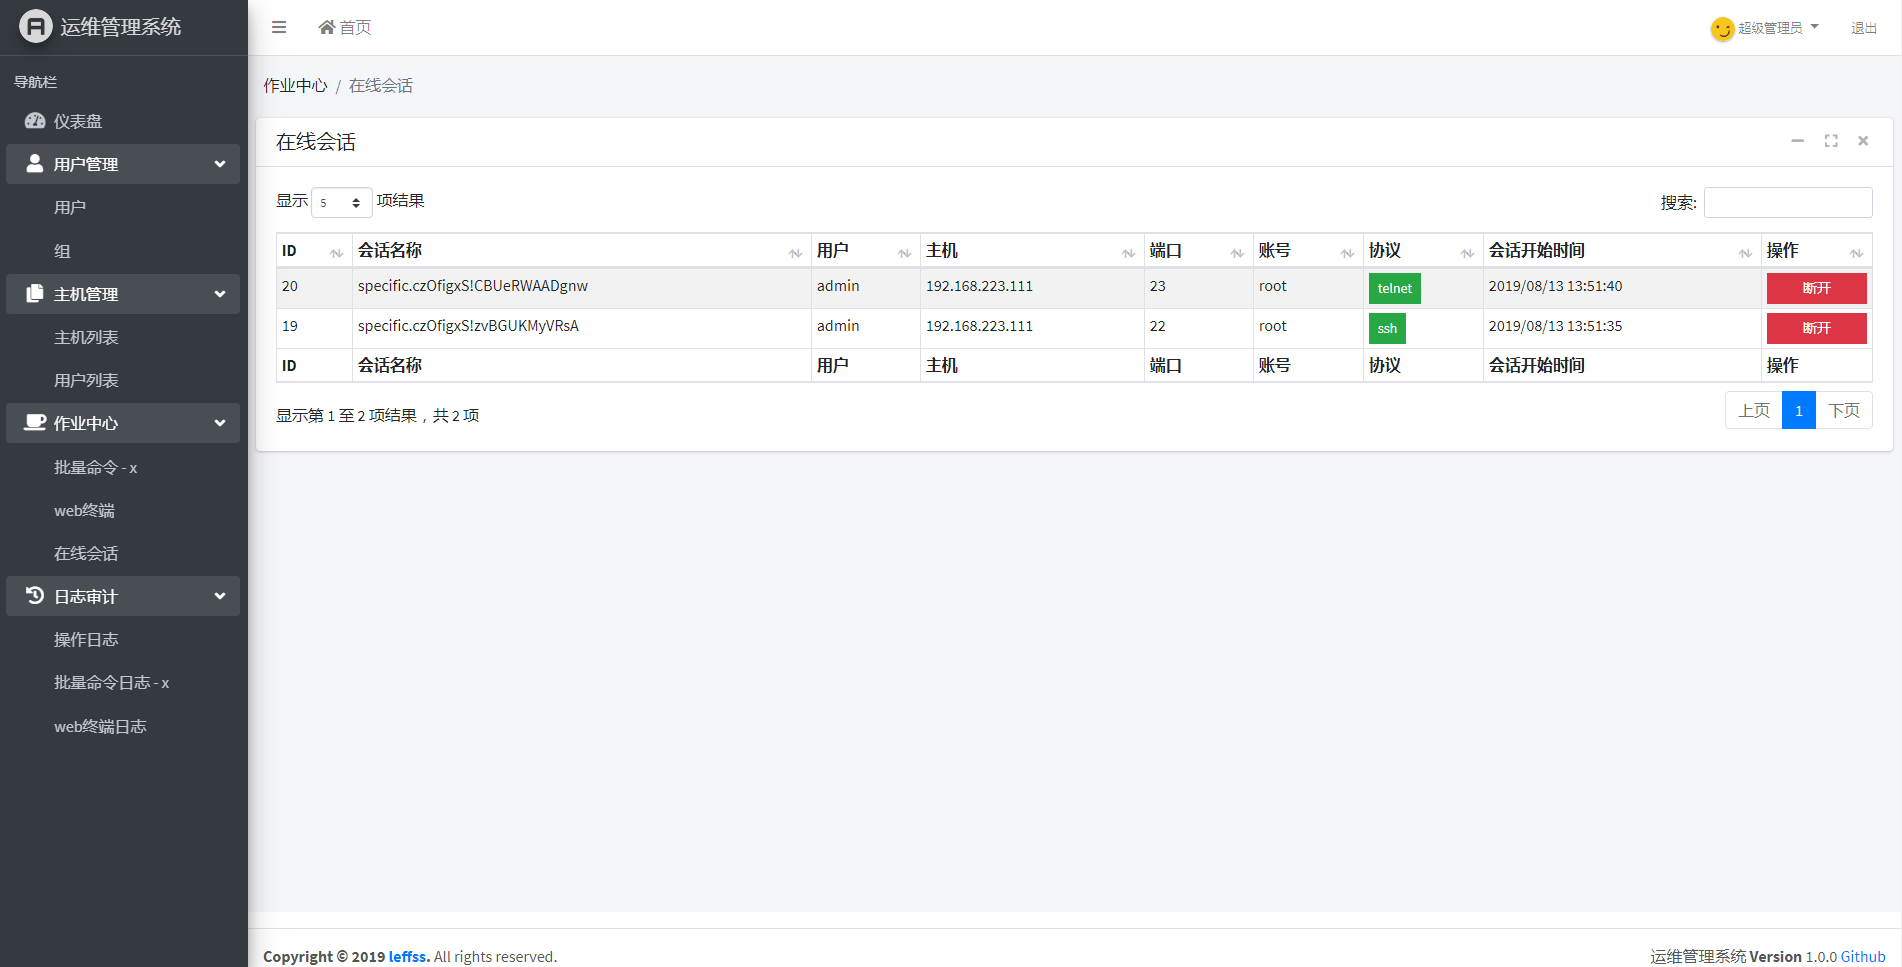 运维管理系统
导航栏
仪表盘
用户管理
用户
组
主机管理
主机列表
用户列表
作业中心
批量命令 - x
web终端
在线会话
日志审计
操作日志
批量命令日志 - x
web终端日志
首页
超级管理员
退出
作业中心 / 在线会话
在线会话
显示 5 项结果
搜索:
ID 会话名称 用户 主机 端口 账号 协议 会话开始时间 操作
20 specific.czOfigxS!CBUeRWAADgnw admin 192.168.223.111 23 root telnet 2019/08/13 13:51:40 断开
19 specific.czOfigxS!zvBGUKMyVRsA admin 192.168.223.111 22 root ssh 2019/08/13 13:51:35 断开
ID 会话名称 用户 主机 端口 账号 协议 会话开始时间 操作
显示第 1 至 2 项结果，共 2 项
上页 1 下页
Copyright © 2019 leffss. All rights reserved.
运维管理系统 Version 1.0.0 Github